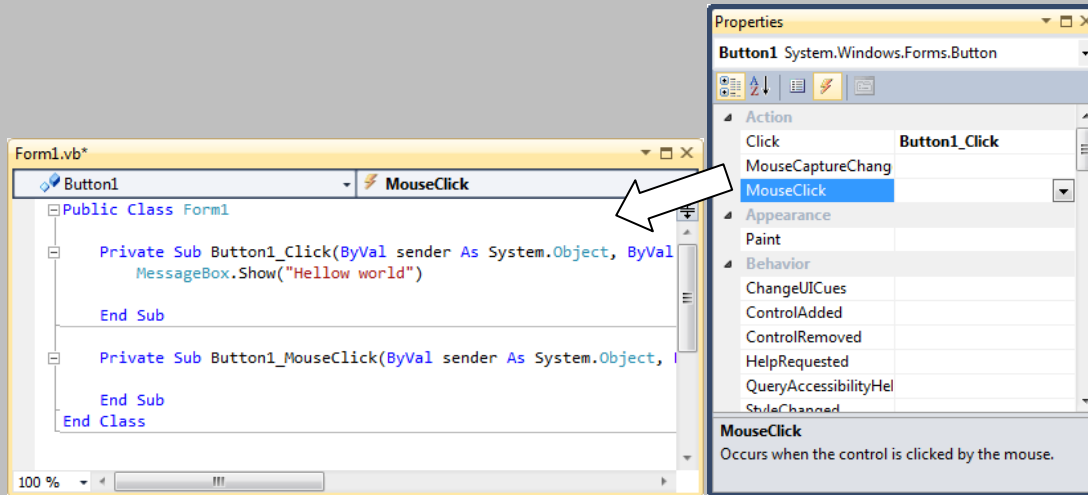 Form1.vb*
Button1
MouseClick
Public Class Form1
Private Sub Button1_Click(ByVal sender As System.Object, ByVal
MessageBox.Show("Hellow world")
End Sub
Private Sub Button1_MouseClick(ByVal sender As System.Object,
End Sub
End Class
100 %
Properties
Button1 System.Windows.Forms.Button
Action
Click Button1_Click
MouseCaptureChang
MouseClick
Appearance
Paint
Behavior
ChangeUICues
ControlAdded
ControlRemoved
HelpRequested
QueryAccessibilityHel
StyleChanged
MouseClick
Occurs when the control is clicked by the mouse.